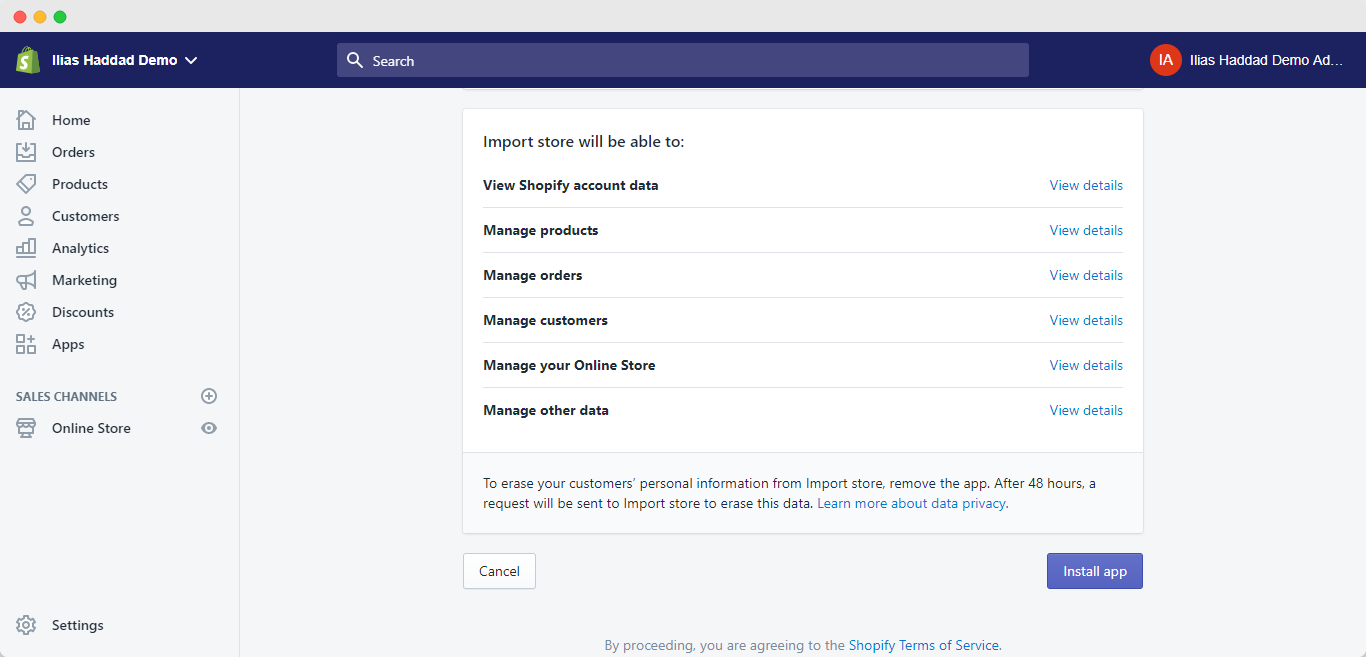 Ilias Haddad Demo
Search
IA
Ilias Haddad Demo Ad...
Home
Orders
Products
Customers
Analytics
Marketing
Discounts
Apps
SALES CHANNELS
Online Store
Settings
Import store will be able to:
View Shopify account data View details
Manage products View details
Manage orders View details
Manage customers View details
Manage your Online Store View details
Manage other data View details
To erase your customers’ personal information from Import store, remove the app. After 48 hours, a
request will be sent to Import store to erase this data. Learn more about data privacy.
Cancel
Install app
By proceeding, you are agreeing to the Shopify Terms of Service.